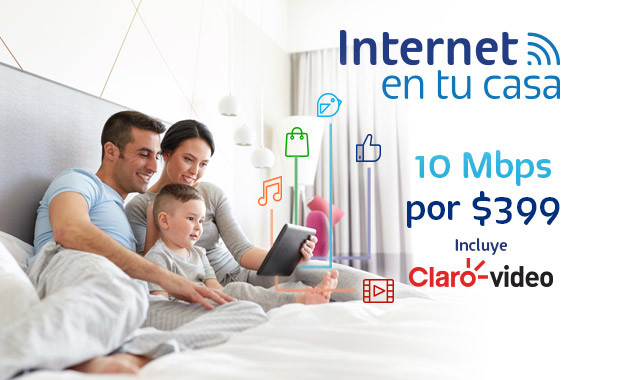 Internet
en tu casa
10 Mbps
por $399
Incluye
Claro-video